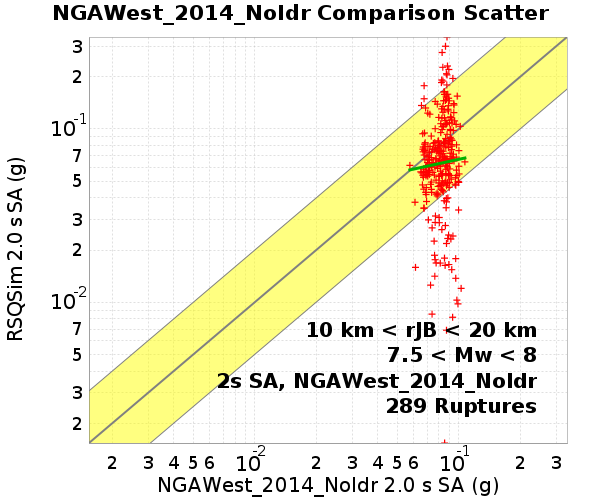 NGAWest_2014_NoIdr Comparison Scatter
3
2
10-1
7
5
3
2
10-2
7
5
3
2
RSQSim 2.0 s SA (g)
10 km < rJB < 20 km
7.5 < Mw < 8
2s SA, NGAWest_2014_NoIdr
289 Ruptures
2 3 4 5 6 10-2 2 3 4 5 6 10-1 2 3
NGAWest_2014_NoIdr 2.0 s SA (g)